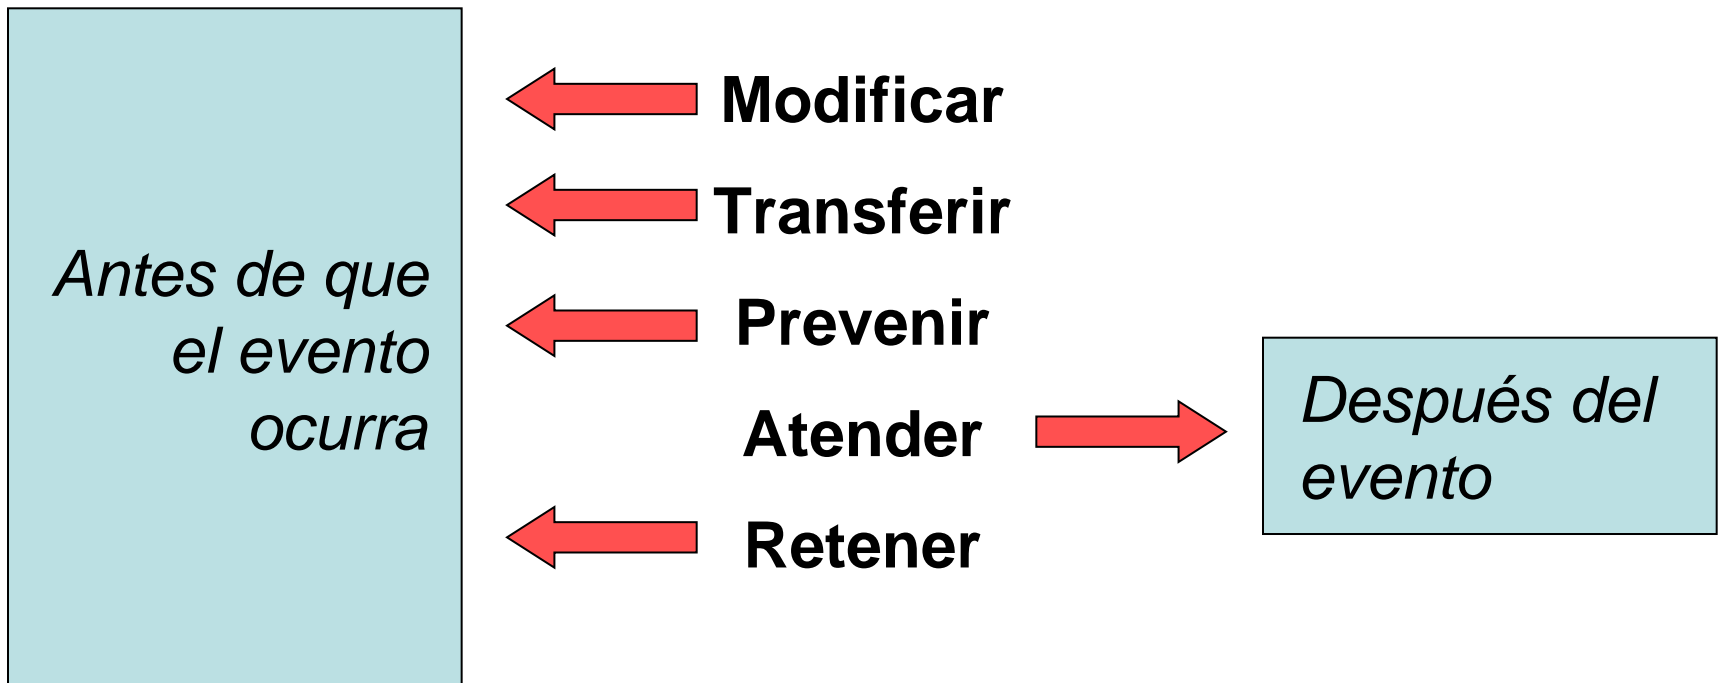 Antes de que
el evento
ocurra
Modificar
Transferir
Prevenir
Atender
Retener
Después del
evento